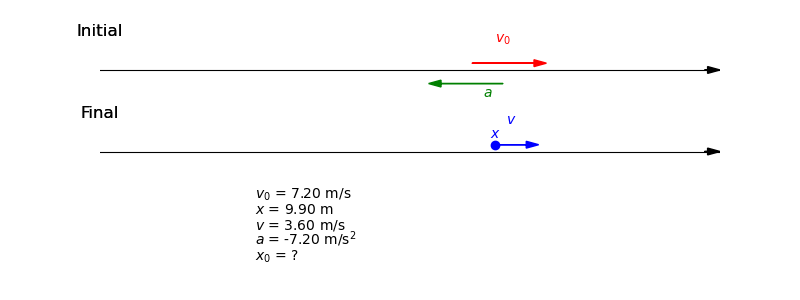 Initial
v₀
a
Final
v
x
v₀ = 7.20 m/s
x = 9.90 m
v = 3.60 m/s
a = -7.20 m/s²
x₀ = ?